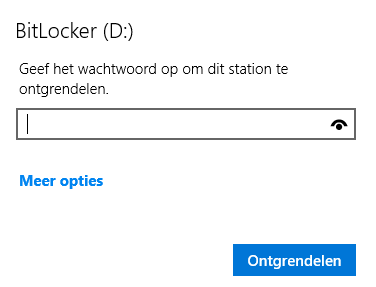 BitLocker (D:)
Geef het wachtwoord op om dit station te
ontgrendelen.
Meer opties
Ontgrendelen